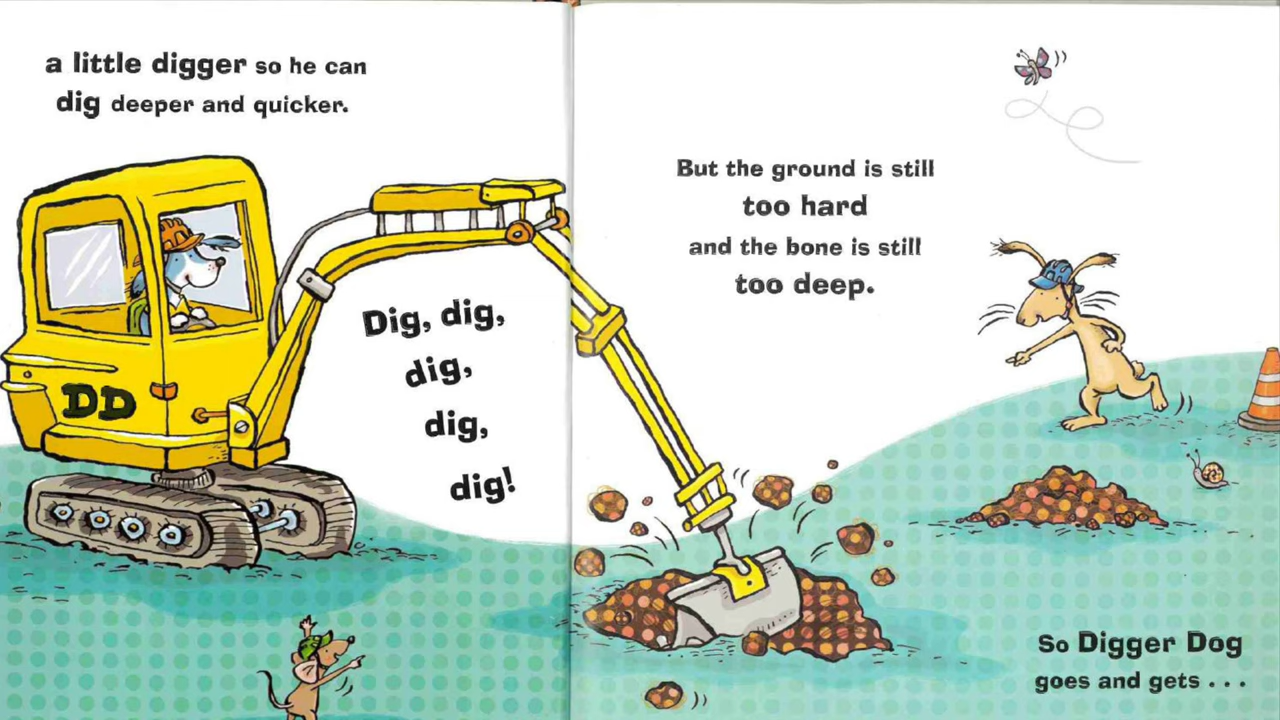 a little digger so he can
dig deeper and quicker.
DD
Dig, dig,
dig,
dig,
dig!
But the ground is still
too hard
and the bone is still
too deep.
So Digger Dog
goes and gets . . .